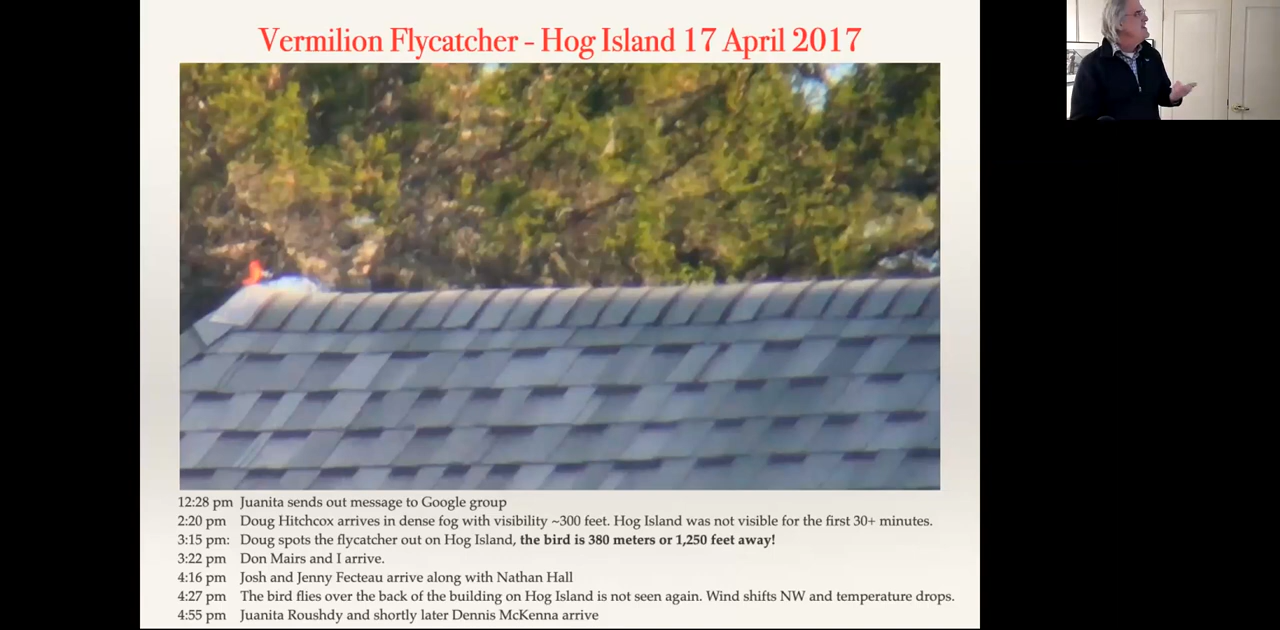 Vermilion Flycatcher - Hog Island 17 April 2017
12:28 pm Juanita sends out message to Google group
2:20 pm Doug Hitchcox arrives in dense fog with visibility ~300 feet. Hog Island was not visible for the first 30+ minutes.
3:15 pm: Doug spots the flycatcher out on Hog Island, the bird is 380 meters or 1,250 feet away!
3:22 pm Don Mairs and I arrive.
4:16 pm Josh and Jenny Fecteau arrive along with Nathan Hall
4:27 pm The bird flies over the back of the building on Hog Island is not seen again. Wind shifts NW and temperature drops.
4:55 pm Juanita Roushdy and shortly later Dennis McKenna arrive